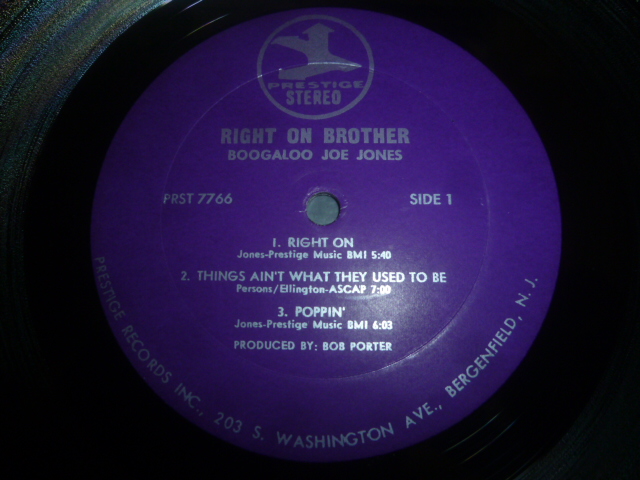 PRESTIGE
STEREO
RIGHT ON BROTHER
BOOGALOO JOE JONES
PRST 7766
SIDE 1
1. RIGHT ON
Jones-Prestige Music BMI 5:40
2. THINGS AIN'T WHAT THEY USED TO BE
Persons/Ellington-ASCAP 7:00
3. POPPIN'
Jones-Prestige Music BMI 6:03
PRODUCED BY: BOB PORTER
PRESTIGE RECORDS INC., 203 S. WASHINGTON AVE., BERGENFIELD, N. J.